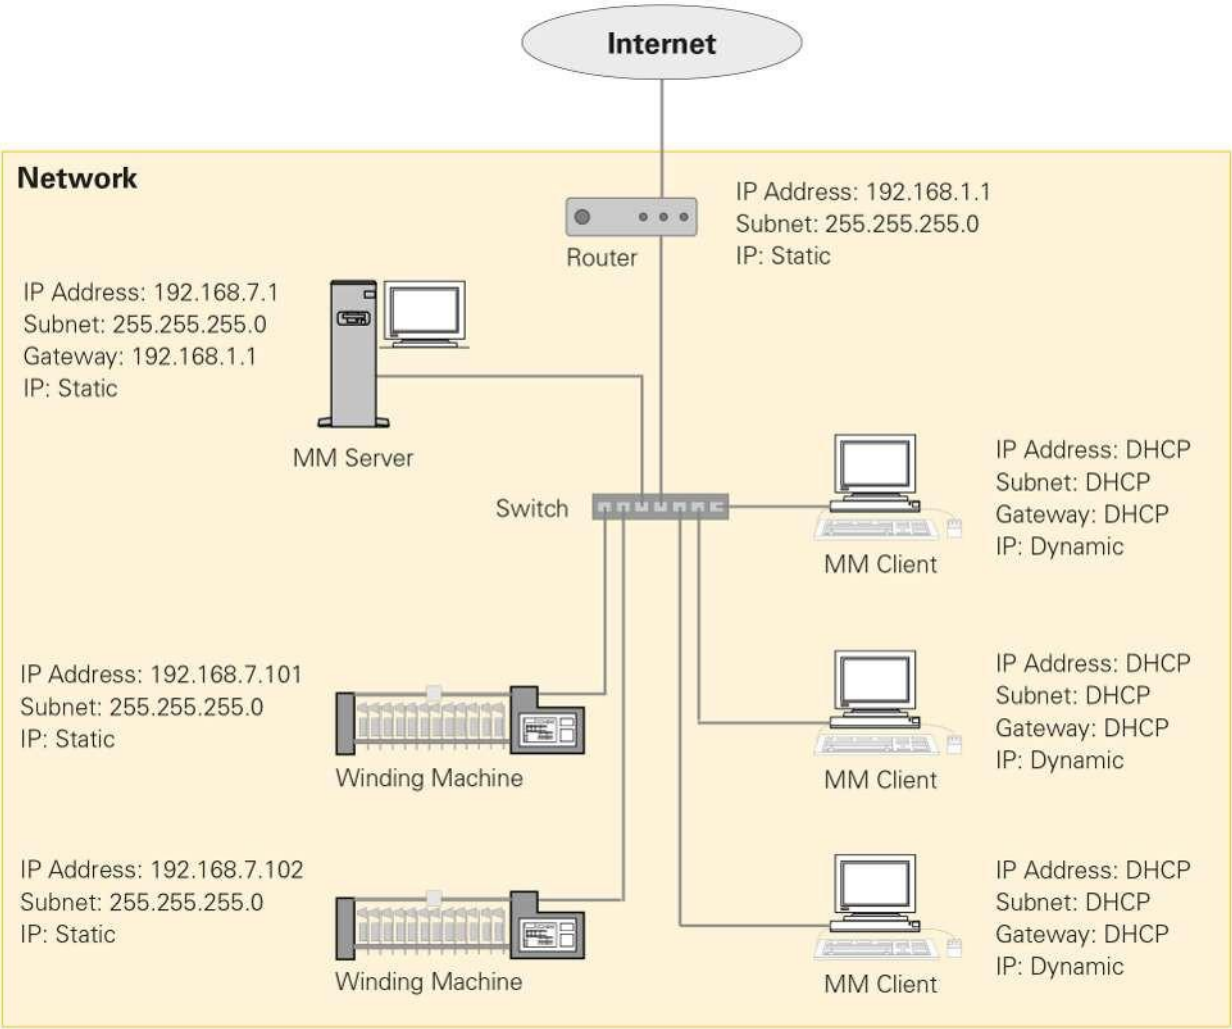 Internet
Network
IP Address: 192.168.1.1
Subnet: 255.255.255.0
IP: Static
Router
IP Address: 192.168.7.1
Subnet: 255.255.255.0
Gateway: 192.168.1.1
IP: Static
MM Server
Switch
IP Address: DHCP
Subnet: DHCP
Gateway: DHCP
IP: Dynamic
MM Client
IP Address: 192.168.7.101
Subnet: 255.255.255.0
IP: Static
Winding Machine
IP Address: DHCP
Subnet: DHCP
Gateway: DHCP
IP: Dynamic
MM Client
IP Address: 192.168.7.102
Subnet: 255.255.255.0
IP: Static
Winding Machine
IP Address: DHCP
Subnet: DHCP
Gateway: DHCP
IP: Dynamic
MM Client